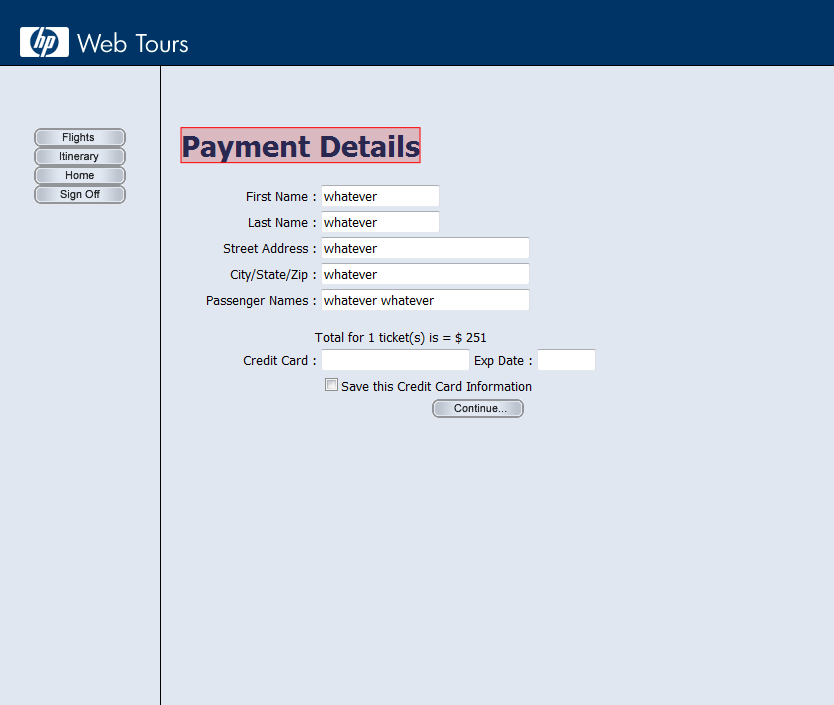 hp Web Tours
Flights
Itinerary
Home
Sign Off
Payment Details
First Name : whatever
Last Name : whatever
Street Address : whatever
City/State/Zip : whatever
Passenger Names : whatever whatever
Total for 1 ticket(s) is = $ 251
Credit Card : Exp Date :
Save this Credit Card Information
Continue...